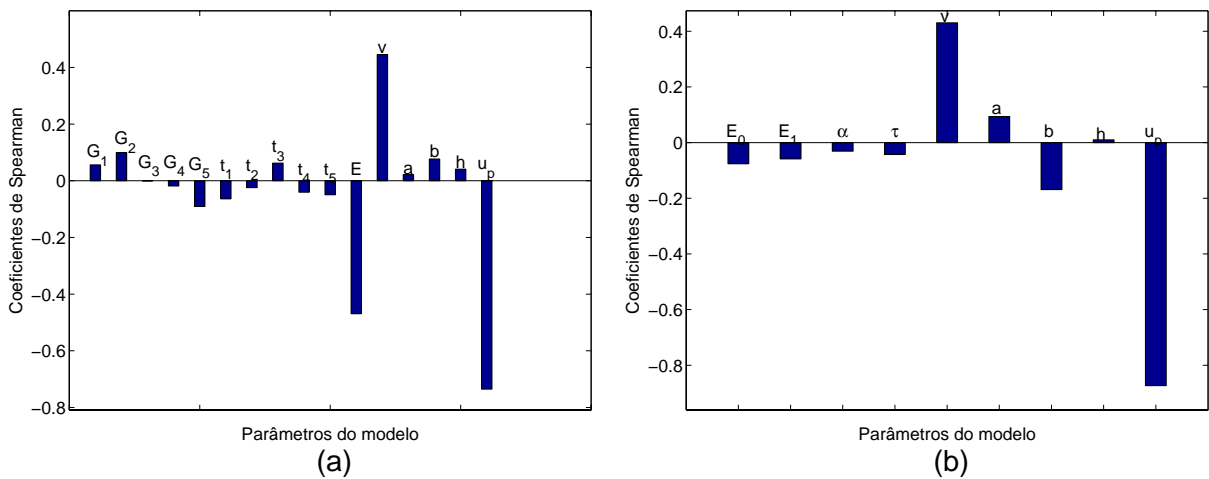 Coeficientes de Spearman
0.4
0.2
0
−0.2
−0.4
−0.6
−0.8
G1 G2 G3 G4 G5 t1 t2 t3 t4 t5 E v a b h up
Parâmetros do modelo
(a)
Coeficientes de Spearman
0.4
0.2
0
−0.2
−0.4
−0.6
−0.8
E0 E1 α τ v a b h up
Parâmetros do modelo
(b)